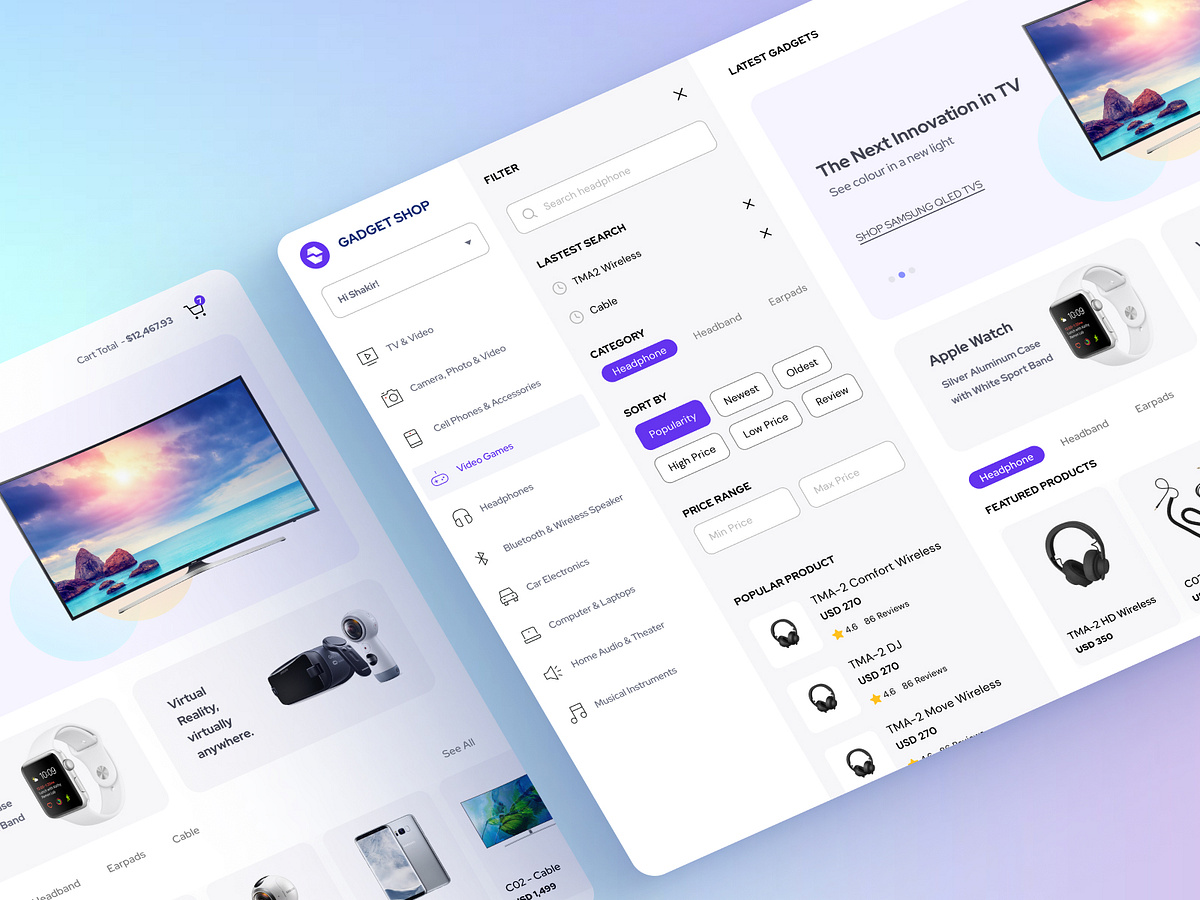 Cart Total - $12,467.93
7
Virtual
Reality,
virtually
anywhere.
10:09
Band
See All
Headband
Earpads
Cable
C02 - Cable
USD 1,499
GADGET SHOP
Hi Shakir!
TV & Video
Camera, Photo & Video
Cell Phones & Accessories
Video Games
Headphones
Bluetooth & Wireless Speaker
Car Electronics
Computer & Laptops
Home Audio & Theater
Musical Instruments
FILTER
Search headphone
LASTEST SEARCH
TMA2 Wireless
Cable
CATEGORY
Headphone
Headband
Earpads
SORT BY
Popularity
Newest
Oldest
High Price
Low Price
Review
PRICE RANGE
Min Price
Max Price
POPULAR PRODUCT
TMA-2 Comfort Wireless
USD 270
4.6 86 Reviews
TMA-2 DJ
USD 270
4.6 86 Reviews
TMA-2 Move Wireless
USD 270
4.6 86 Reviews
LATEST GADGETS
The Next Innovation in TV
See colour in a new light
SHOP SAMSUNG QLED TVS
Apple Watch
Silver Aluminum Case
with White Sport Band
10:09
Headphone
Headband
Earpads
FEATURED PRODUCTS
TMA-2 HD Wireless
USD 350